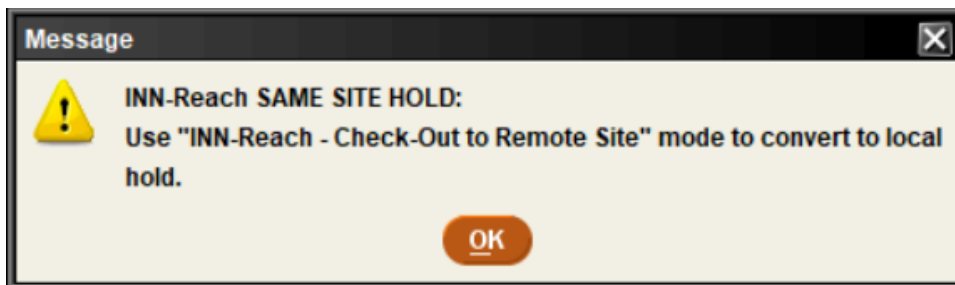 Message
INN-Reach SAME SITE HOLD:
Use "INN-Reach - Check-Out to Remote Site" mode to convert to local
hold.
OK